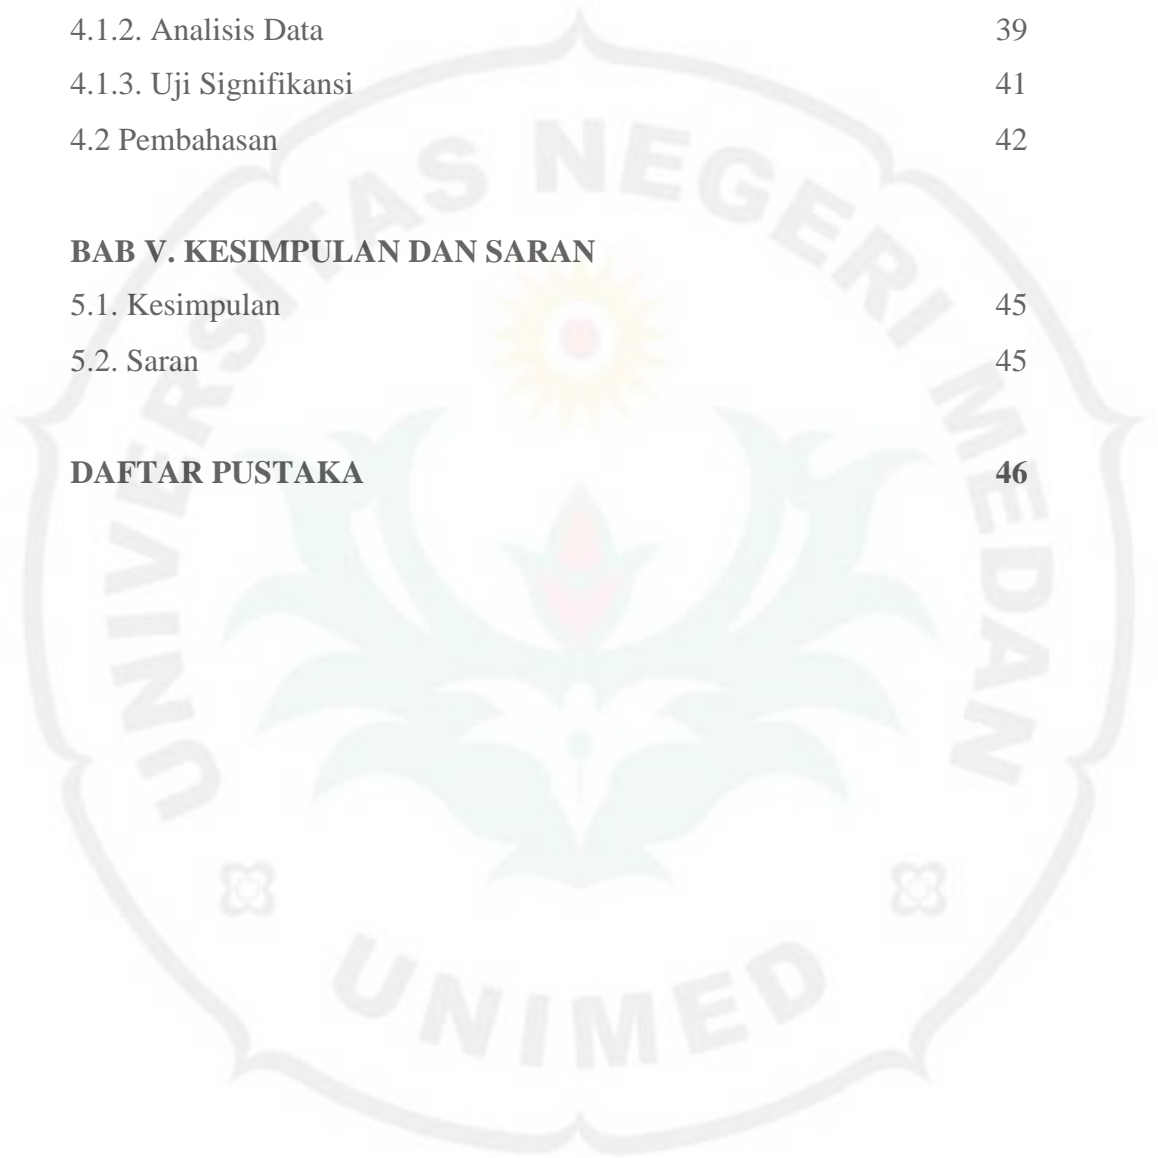 4.1.2. Analisis Data 39
4.1.3. Uji Signifikansi 41
4.2 Pembahasan 42
BAB V. KESIMPULAN DAN SARAN
5.1. Kesimpulan 45
5.2. Saran 45
DAFTAR PUSTAKA 46
UNIVERSITAS NEGERI MEDAN
UNIMED